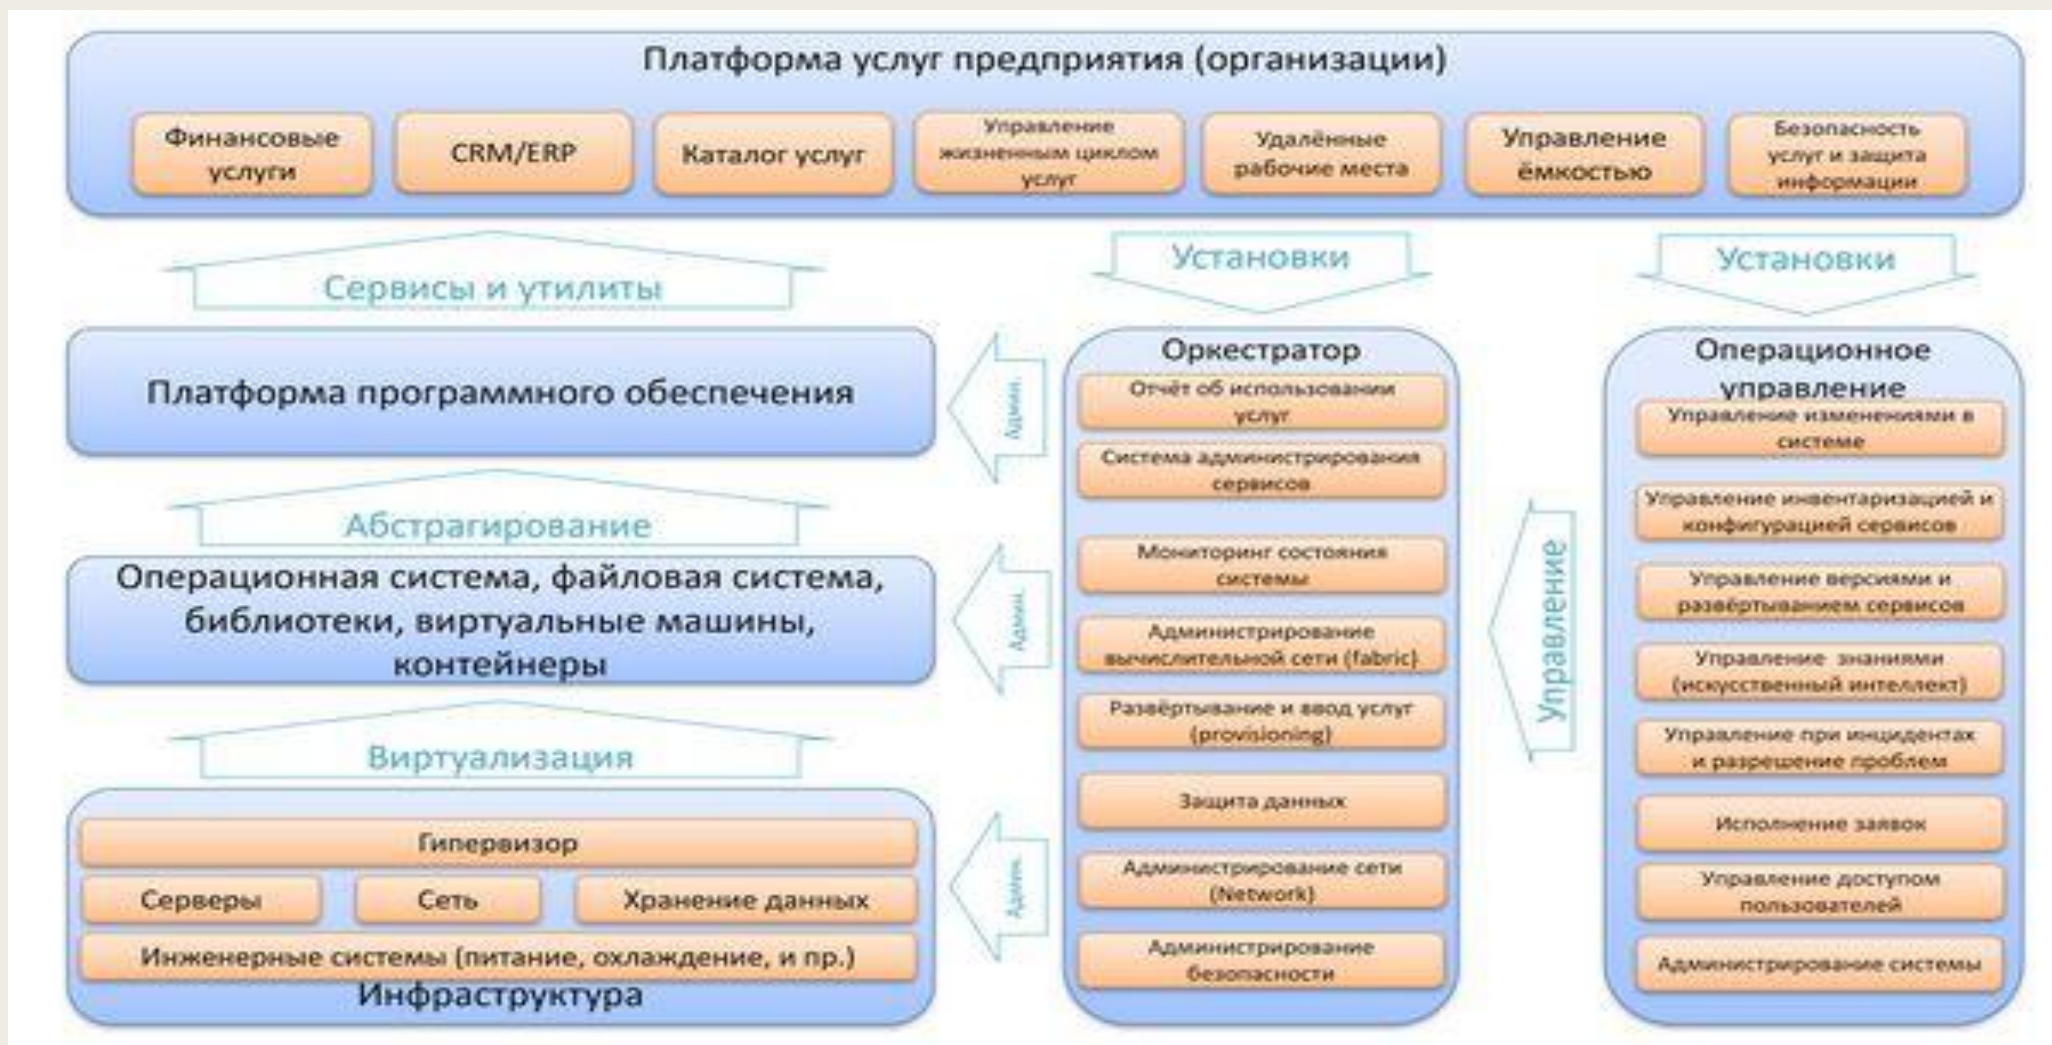 Платформа услуг предприятия (организации)
Финансовые
услуги
CRM/ERP
Каталог услуг
Управление
жизненным циклом
услуг
Удалённые
рабочие места
Управление
ёмкостью
Безопасность
услуг и защита
информации
Сервисы и утилиты
Установки
Установки
Платформа программного обеспечения
Админ.
Абстрагирование
Операционная система, файловая система,
библиотеки, виртуальные машины,
контейнеры
Админ.
Виртуализация
Гипервизор
Серверы
Сеть
Хранение данных
Инженерные системы (питание, охлаждение, и пр.)
Инфраструктура
Админ.
Оркестратор
Отчёт об использовании
услуг
Система администрирования
сервисов
Мониторинг состояния
системы
Администрирование
вычислительной сети (fabric)
Развёртывание и ввод услуг
(provisioning)
Защита данных
Администрирование сети
(Network)
Администрирование
безопасности
Управление
Операционное
управление
Управление изменениями в
системе
Управление инвентаризацией и
конфигурацией сервисов
Управление версиями и
развёртыванием сервисов
Управление знаниями
(искусственный интеллект)
Управление при инцидентах
и разрешение проблем
Исполнение заявок
Управление доступом
пользователей
Администрирование системы